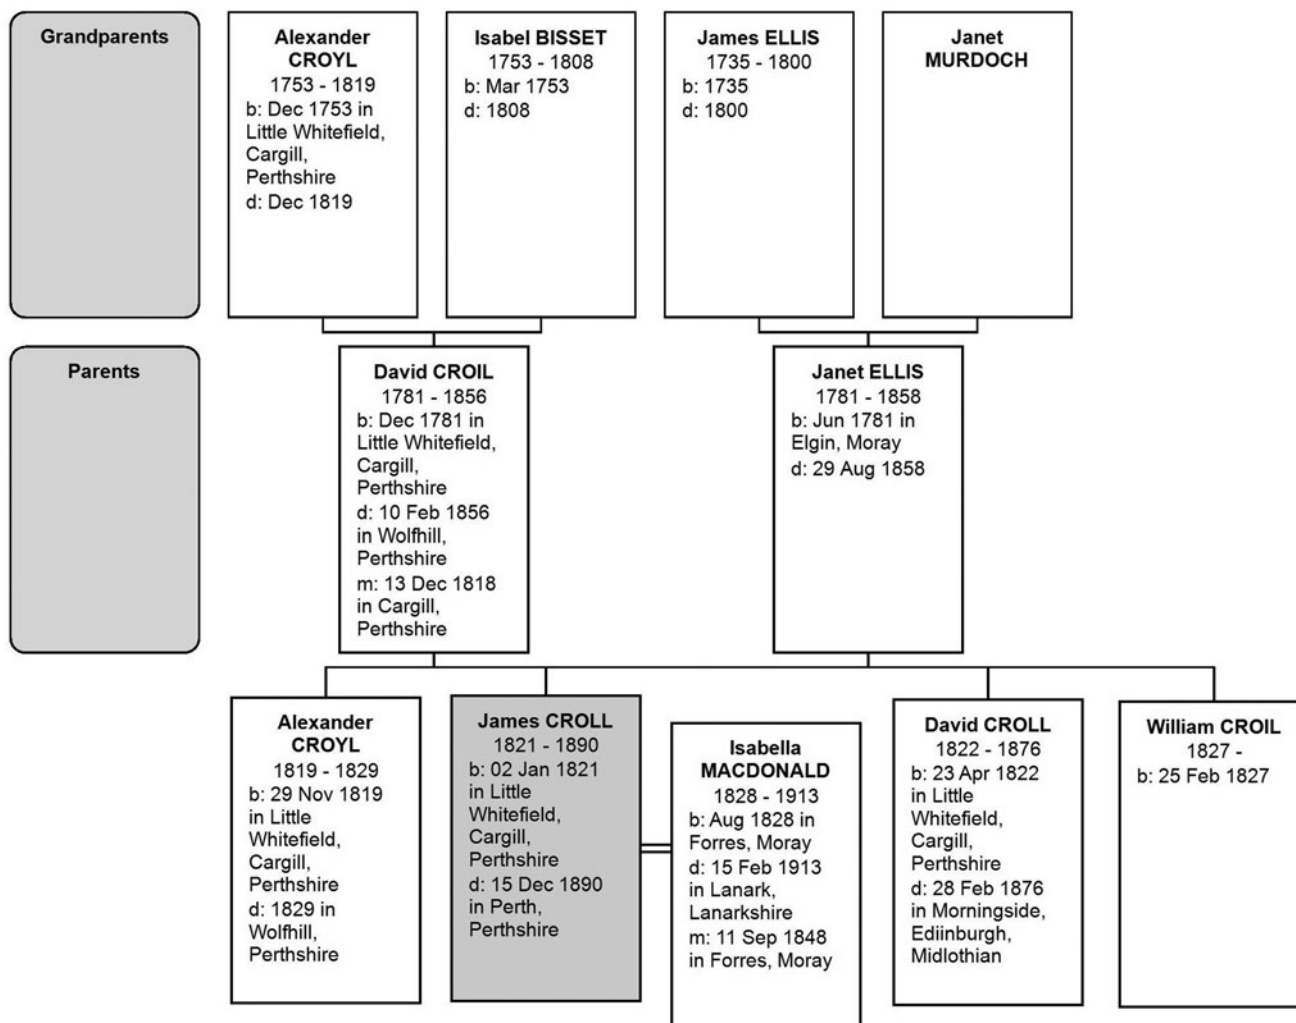 Grandparents
Alexander
CROYL
1753 - 1819
b: Dec 1753 in
Little Whitefield,
Cargill,
Perthshire
d: Dec 1819
Isabel BISSET
1753 - 1808
b: Mar 1753
d: 1808
James ELLIS
1735 - 1800
b: 1735
d: 1800
Janet
MURDOCH
Parents
David CROIL
1781 - 1856
b: Dec 1781 in
Little Whitefield,
Cargill,
Perthshire
d: 10 Feb 1856
in Wolfhill,
Perthshire
m: 13 Dec 1818
in Cargill,
Perthshire
Janet ELLIS
1781 - 1858
b: Jun 1781 in
Elgin, Moray
d: 29 Aug 1858
Alexander
CROYL
1819 - 1829
b: 29 Nov 1819
in Little
Whitefield,
Cargill,
Perthshire
d: 1829 in
Wolfhill,
Perthshire
James CROLL
1821 - 1890
b: 02 Jan 1821
in Little
Whitefield,
Cargill,
Perthshire
d: 15 Dec 1890
in Perth,
Perthshire
Isabella
MACDONALD
1828 - 1913
b: Aug 1828 in
Forres, Moray
d: 15 Feb 1913
in Lanark,
Lanarkshire
m: 11 Sep 1848
in Forres, Moray
David CROLL
1822 - 1876
b: 23 Apr 1822
in Little
Whitefield,
Cargill,
Perthshire
d: 28 Feb 1876
in Morningside,
Ediinburgh,
Midlothian
William CROIL
1827 -
b: 25 Feb 1827